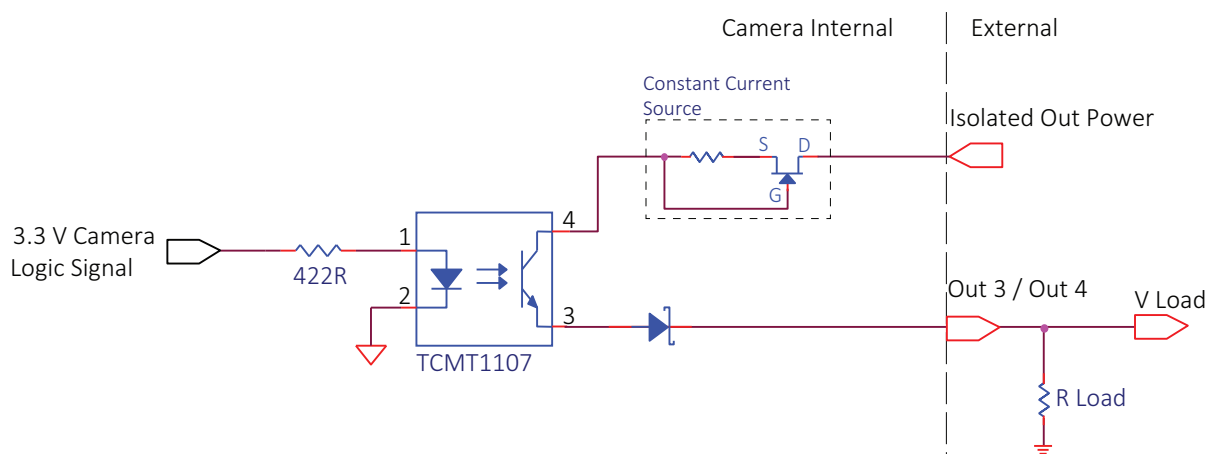 Camera Internal
External
Constant Current
Source
Isolated Out Power
S
D
G
4
3.3 V Camera
Logic Signal
1
422R
2
3
Out 3 / Out 4
V Load
TCMT1107
R Load